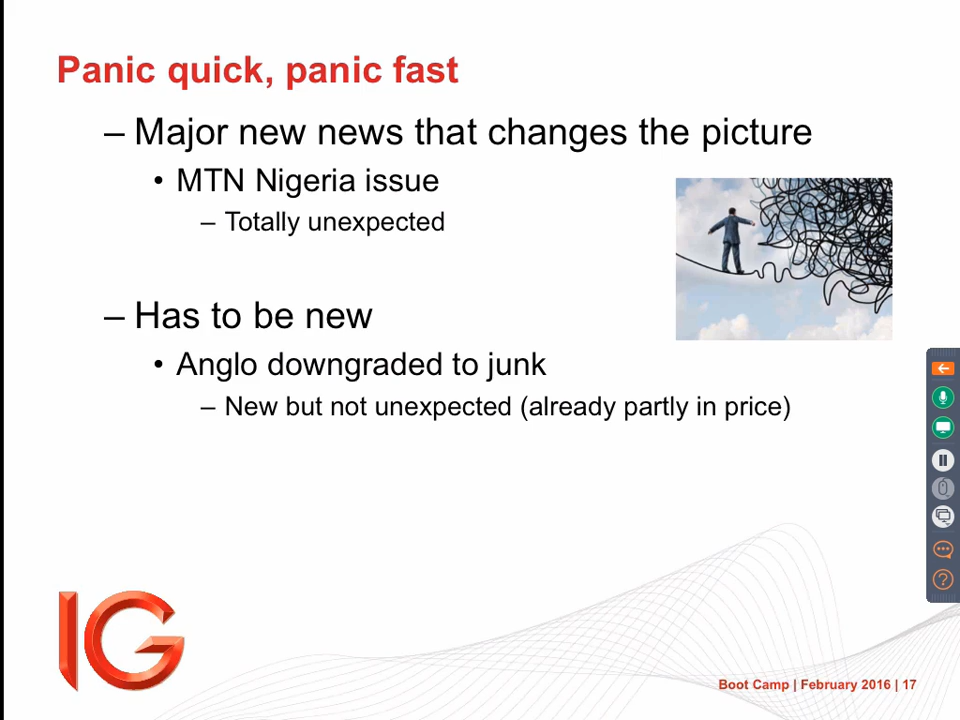 Panic quick, panic fast
– Major new news that changes the picture
• MTN Nigeria issue
– Totally unexpected
– Has to be new
• Anglo downgraded to junk
– New but not unexpected (already partly in price)
IG
Boot Camp | February 2016 | 17